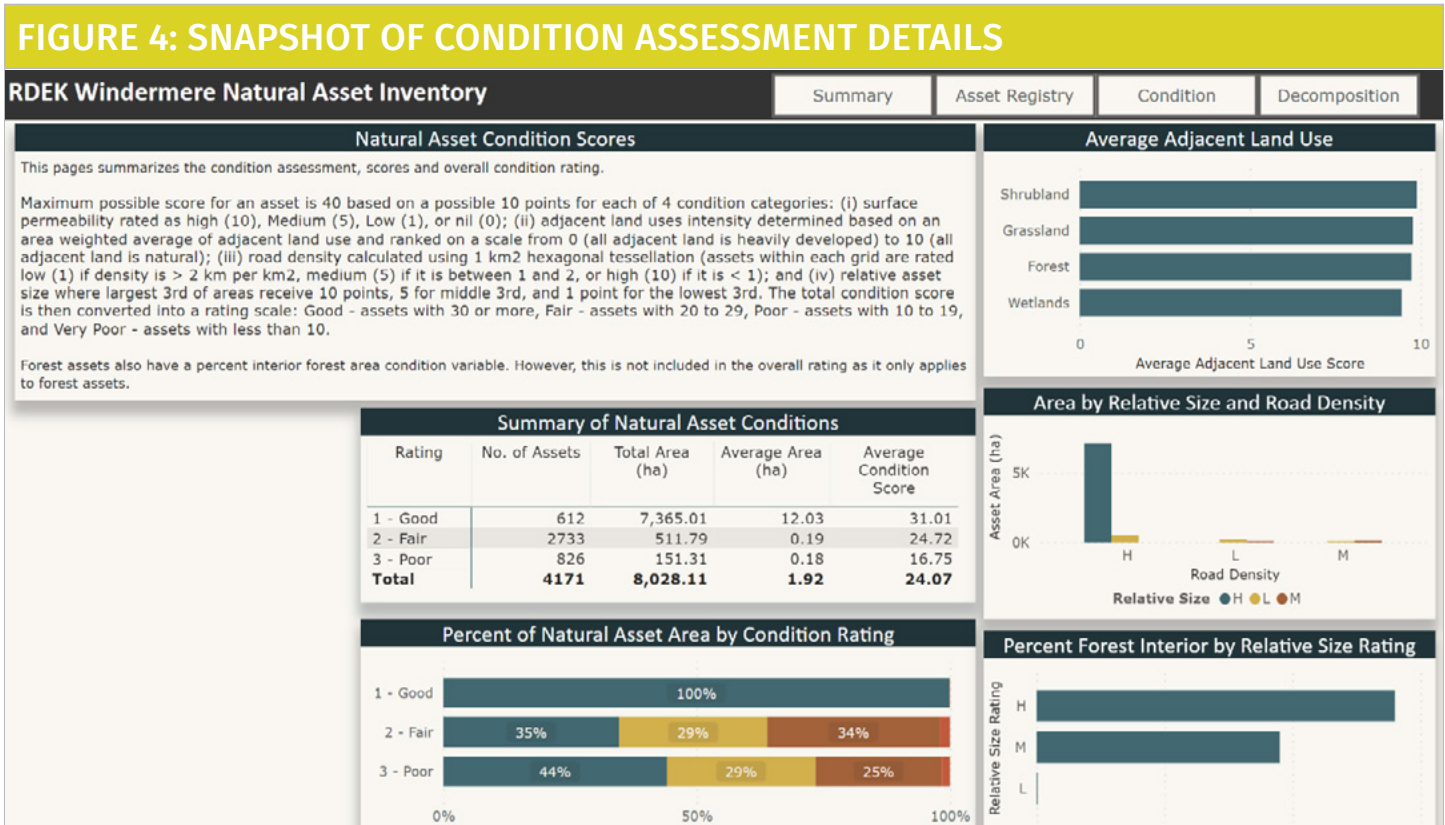 FIGURE 4: SNAPSHOT OF CONDITION ASSESSMENT DETAILS
RDEK Windermere Natural Asset Inventory
Summary
Asset Registry
Condition
Decomposition
Natural Asset Condition Scores
This pages summarizes the condition assessment, scores and overall condition rating.
Maximum possible score for an asset is 40 based on a possible 10 points for each of 4 condition categories: (i) surface
permeability rated as high (10), Medium (5), Low (1), or nil (0); (ii) adjacent land uses intensity determined based on an
area weighted average of adjacent land use and ranked on a scale from 0 (all adjacent land is heavily developed) to 10 (all
adjacent land is natural); (iii) road density calculated using 1 km2 hexagonal tessellation (assets within each grid are rated
low (1) if density is > 2 km per km2, medium (5) if it is between 1 and 2, or high (10) if it is < 1); and (iv) relative asset
size where largest 3rd of areas receive 10 points, 5 for middle 3rd, and 1 point for the lowest 3rd. The total condition score
is then converted into a rating scale: Good - assets with 30 or more, Fair - assets with 20 to 29, Poor - assets with 10 to 19,
and Very Poor - assets with less than 10.
Forest assets also have a percent interior forest area condition variable. However, this is not included in the overall rating as it only applies
to forest assets.
Average Adjacent Land Use
Shrubland
Grassland
Forest
Wetlands
0 5 10
Average Adjacent Land Use Score
Summary of Natural Asset Conditions
Rating No. of Assets Total Area (ha) Average Area (ha) Average Condition Score
1 - Good 612 7,365.01 12.03 31.01
2 - Fair 2733 511.79 0.19 24.72
3 - Poor 826 151.31 0.18 16.75
Total 4171 8,028.11 1.92 24.07
Area by Relative Size and Road Density
Asset Area (ha)
5K
0K
H L M
Road Density
Relative Size H L M
Percent of Natural Asset Area by Condition Rating
1 - Good 100%
2 - Fair 35% 29% 34%
3 - Poor 44% 29% 25%
0% 50% 100%
Percent Forest Interior by Relative Size Rating
Relative Size Rating
H
M
L